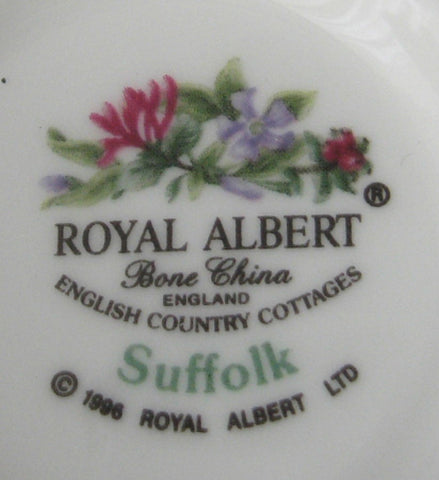 ®
ROYAL ALBERT
Bone China
ENGLAND
ENGLISH COUNTRY COTTAGES
Suffolk
© 1996 ROYAL ALBERT LTD